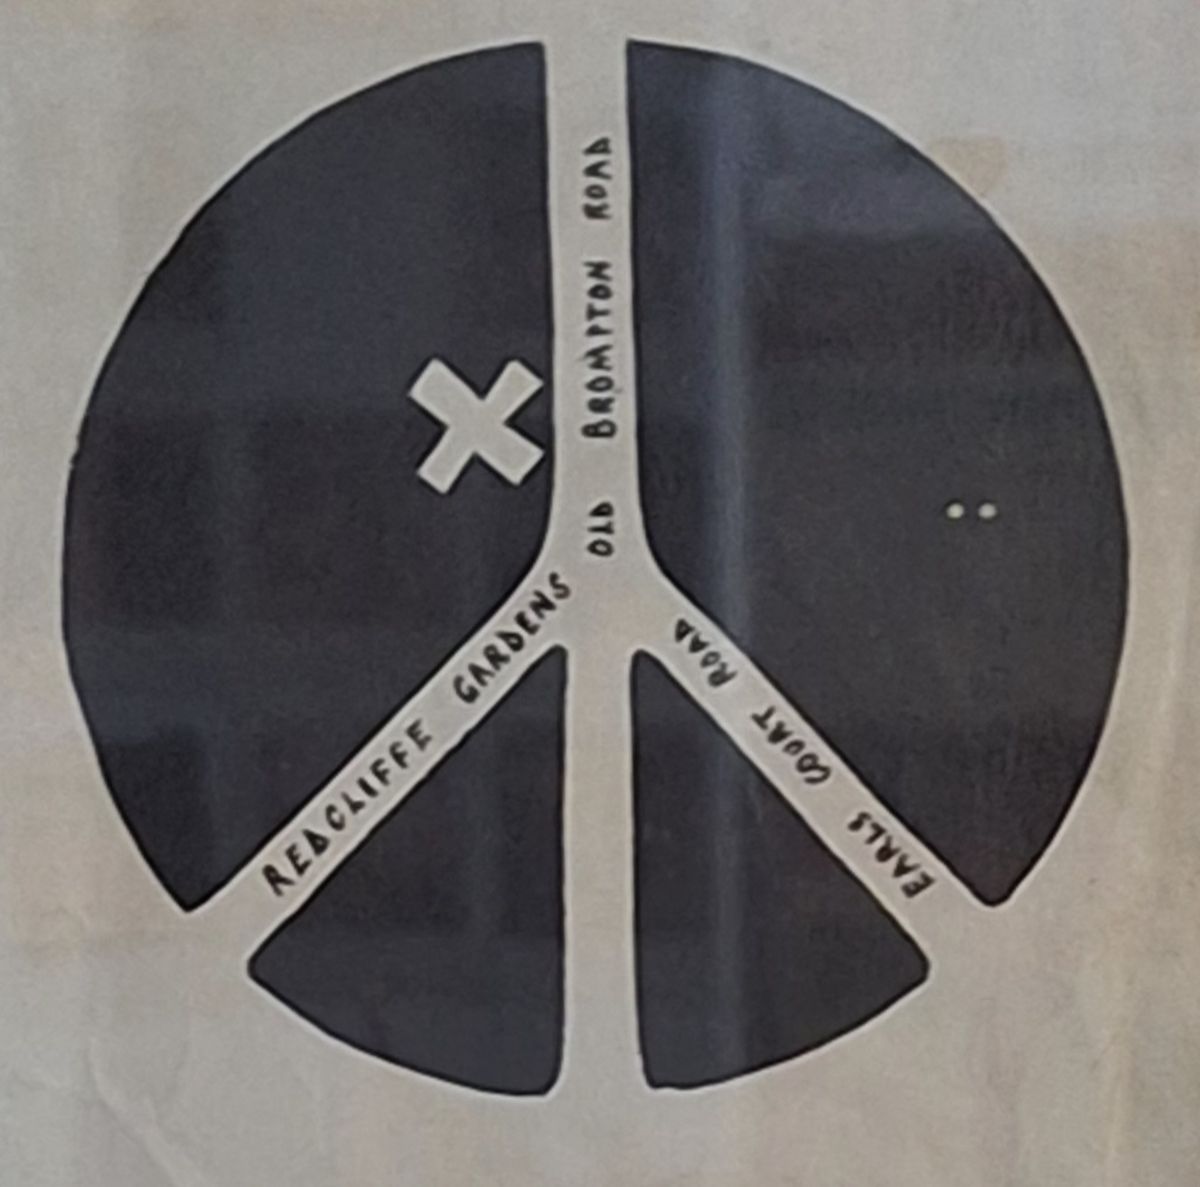 OLD BROMPTON ROAD
REDCLIFFE GARDENS
EARLS COURT ROAD